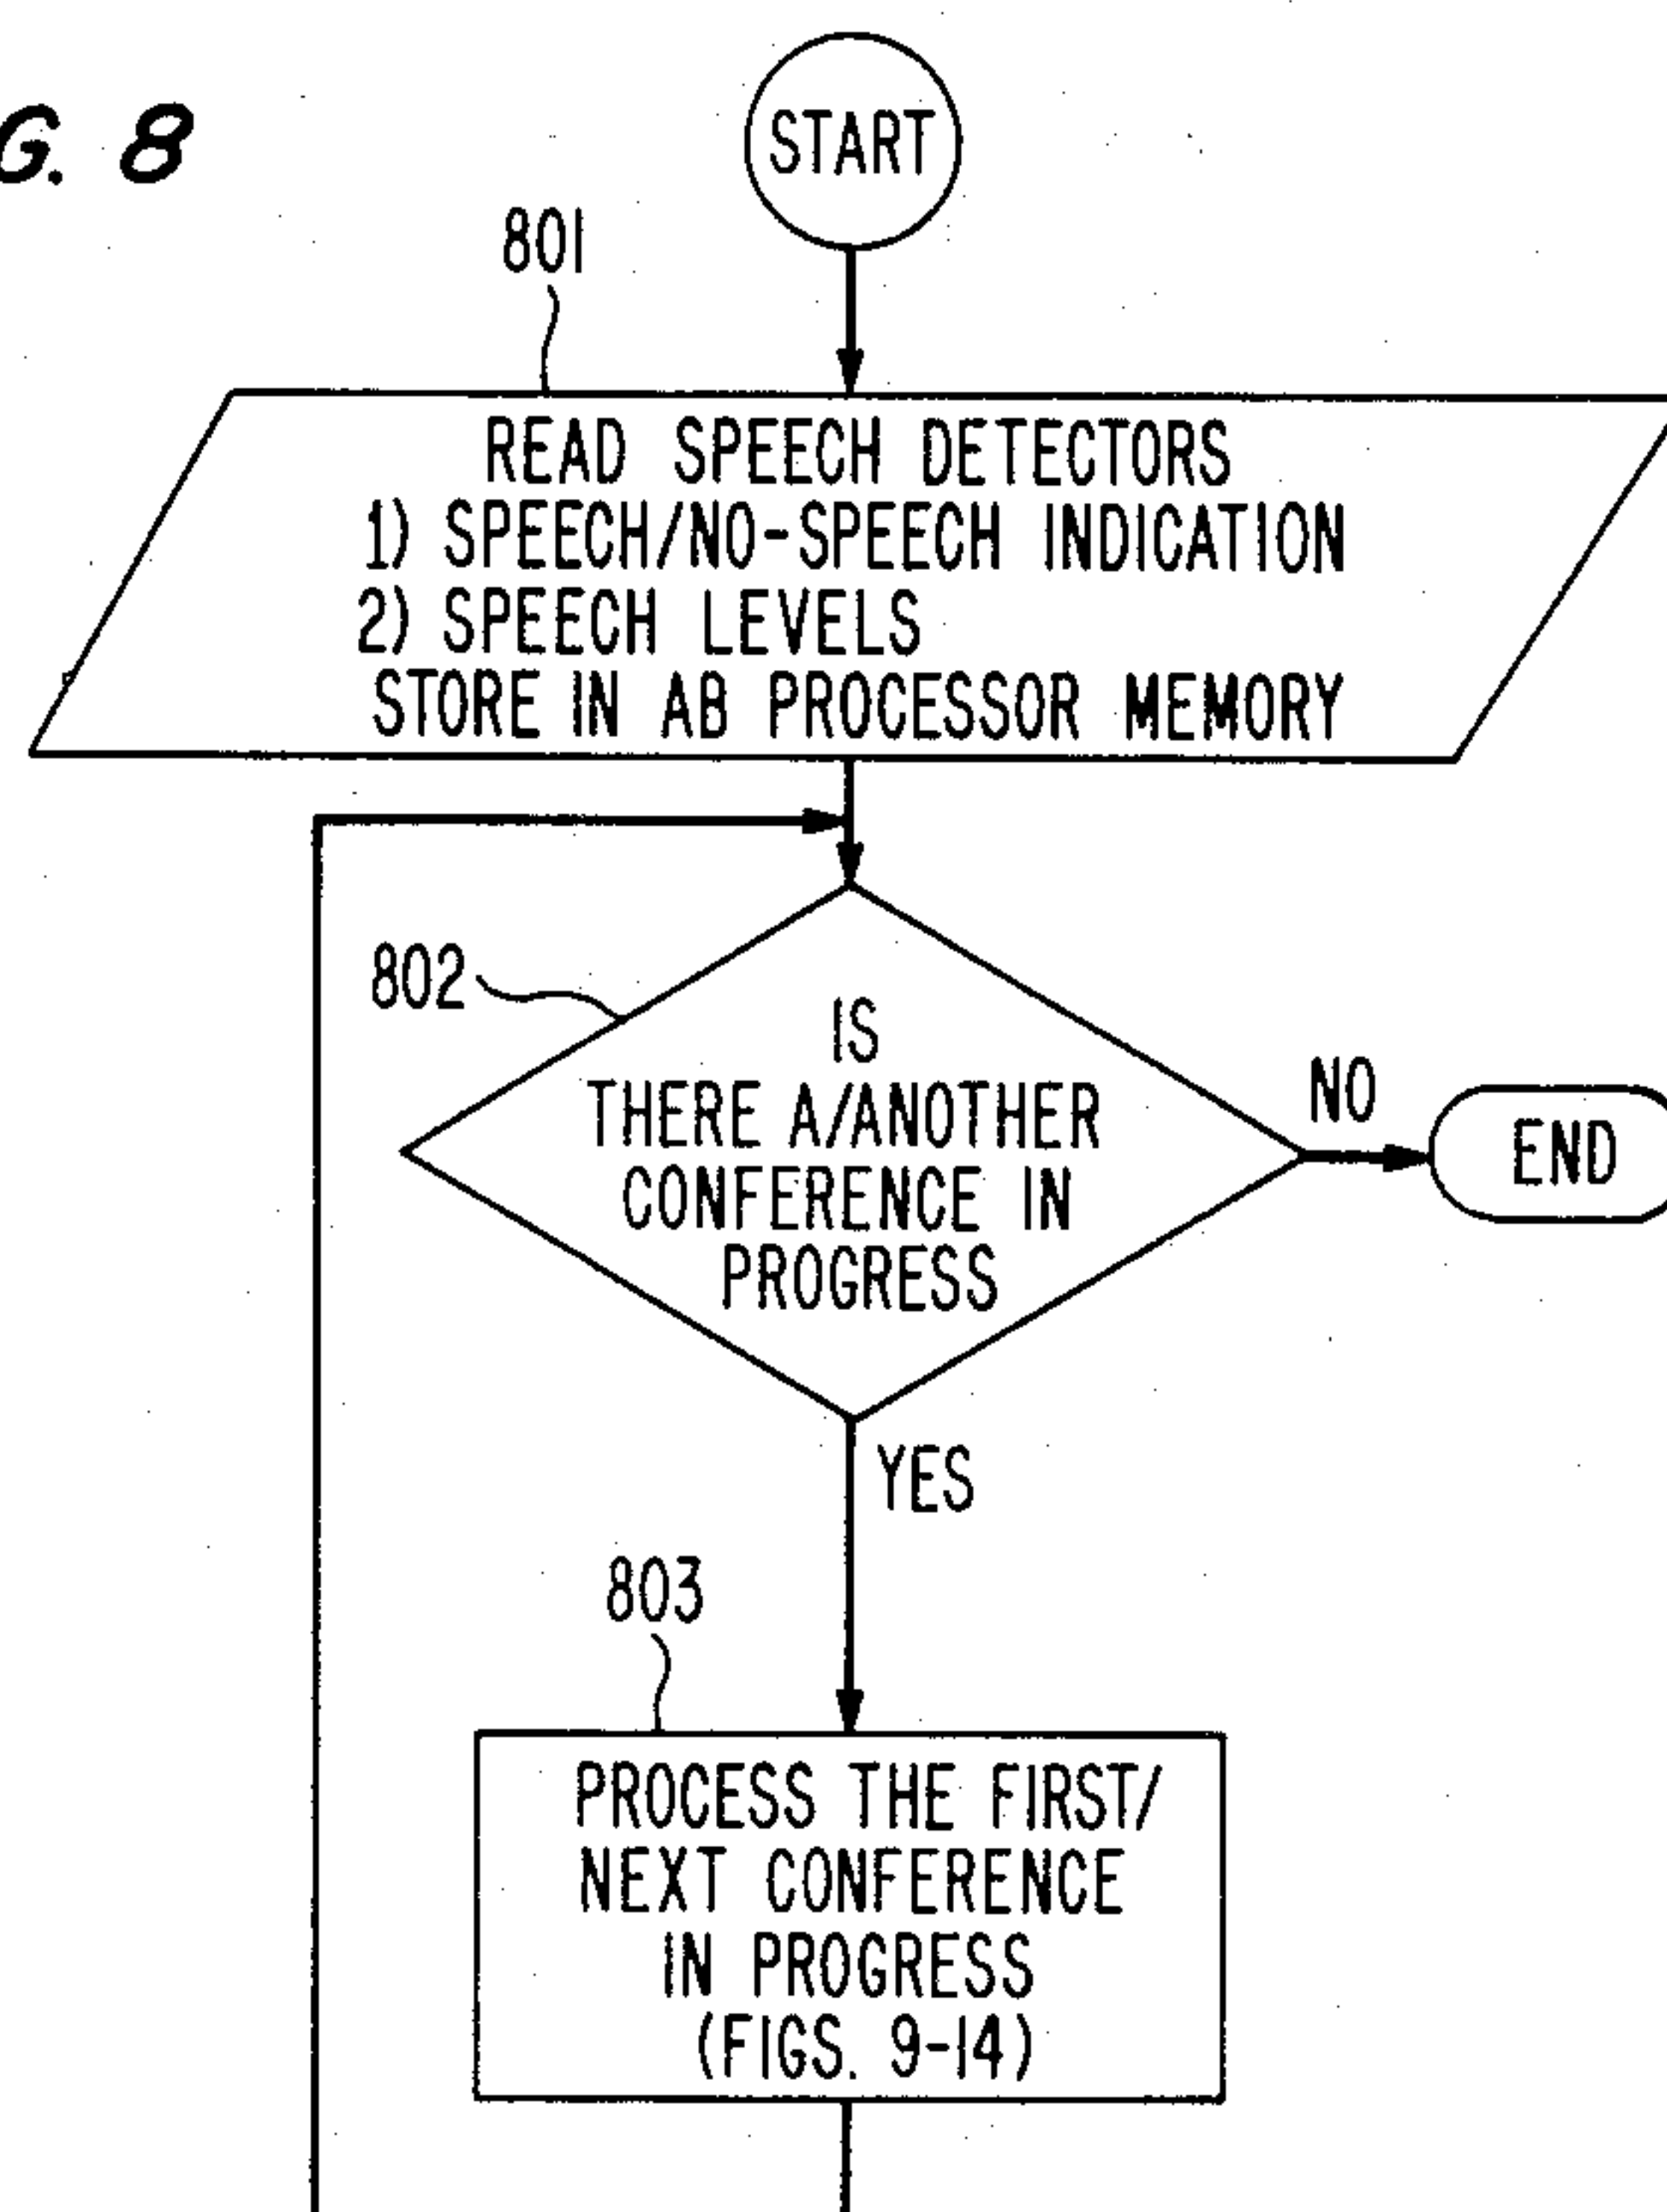 G. 8
START
801
READ SPEECH DETECTORS
1) SPEECH/NO-SPEECH INDICATION
2) SPEECH LEVELS
STORE IN AB PROCESSOR MEMORY
802
IS
THERE A/ANOTHER
CONFERENCE IN
PROGRESS
NO
END
YES
803
PROCESS THE FIRST/
NEXT CONFERENCE
IN PROGRESS
(FIGS. 9-14)